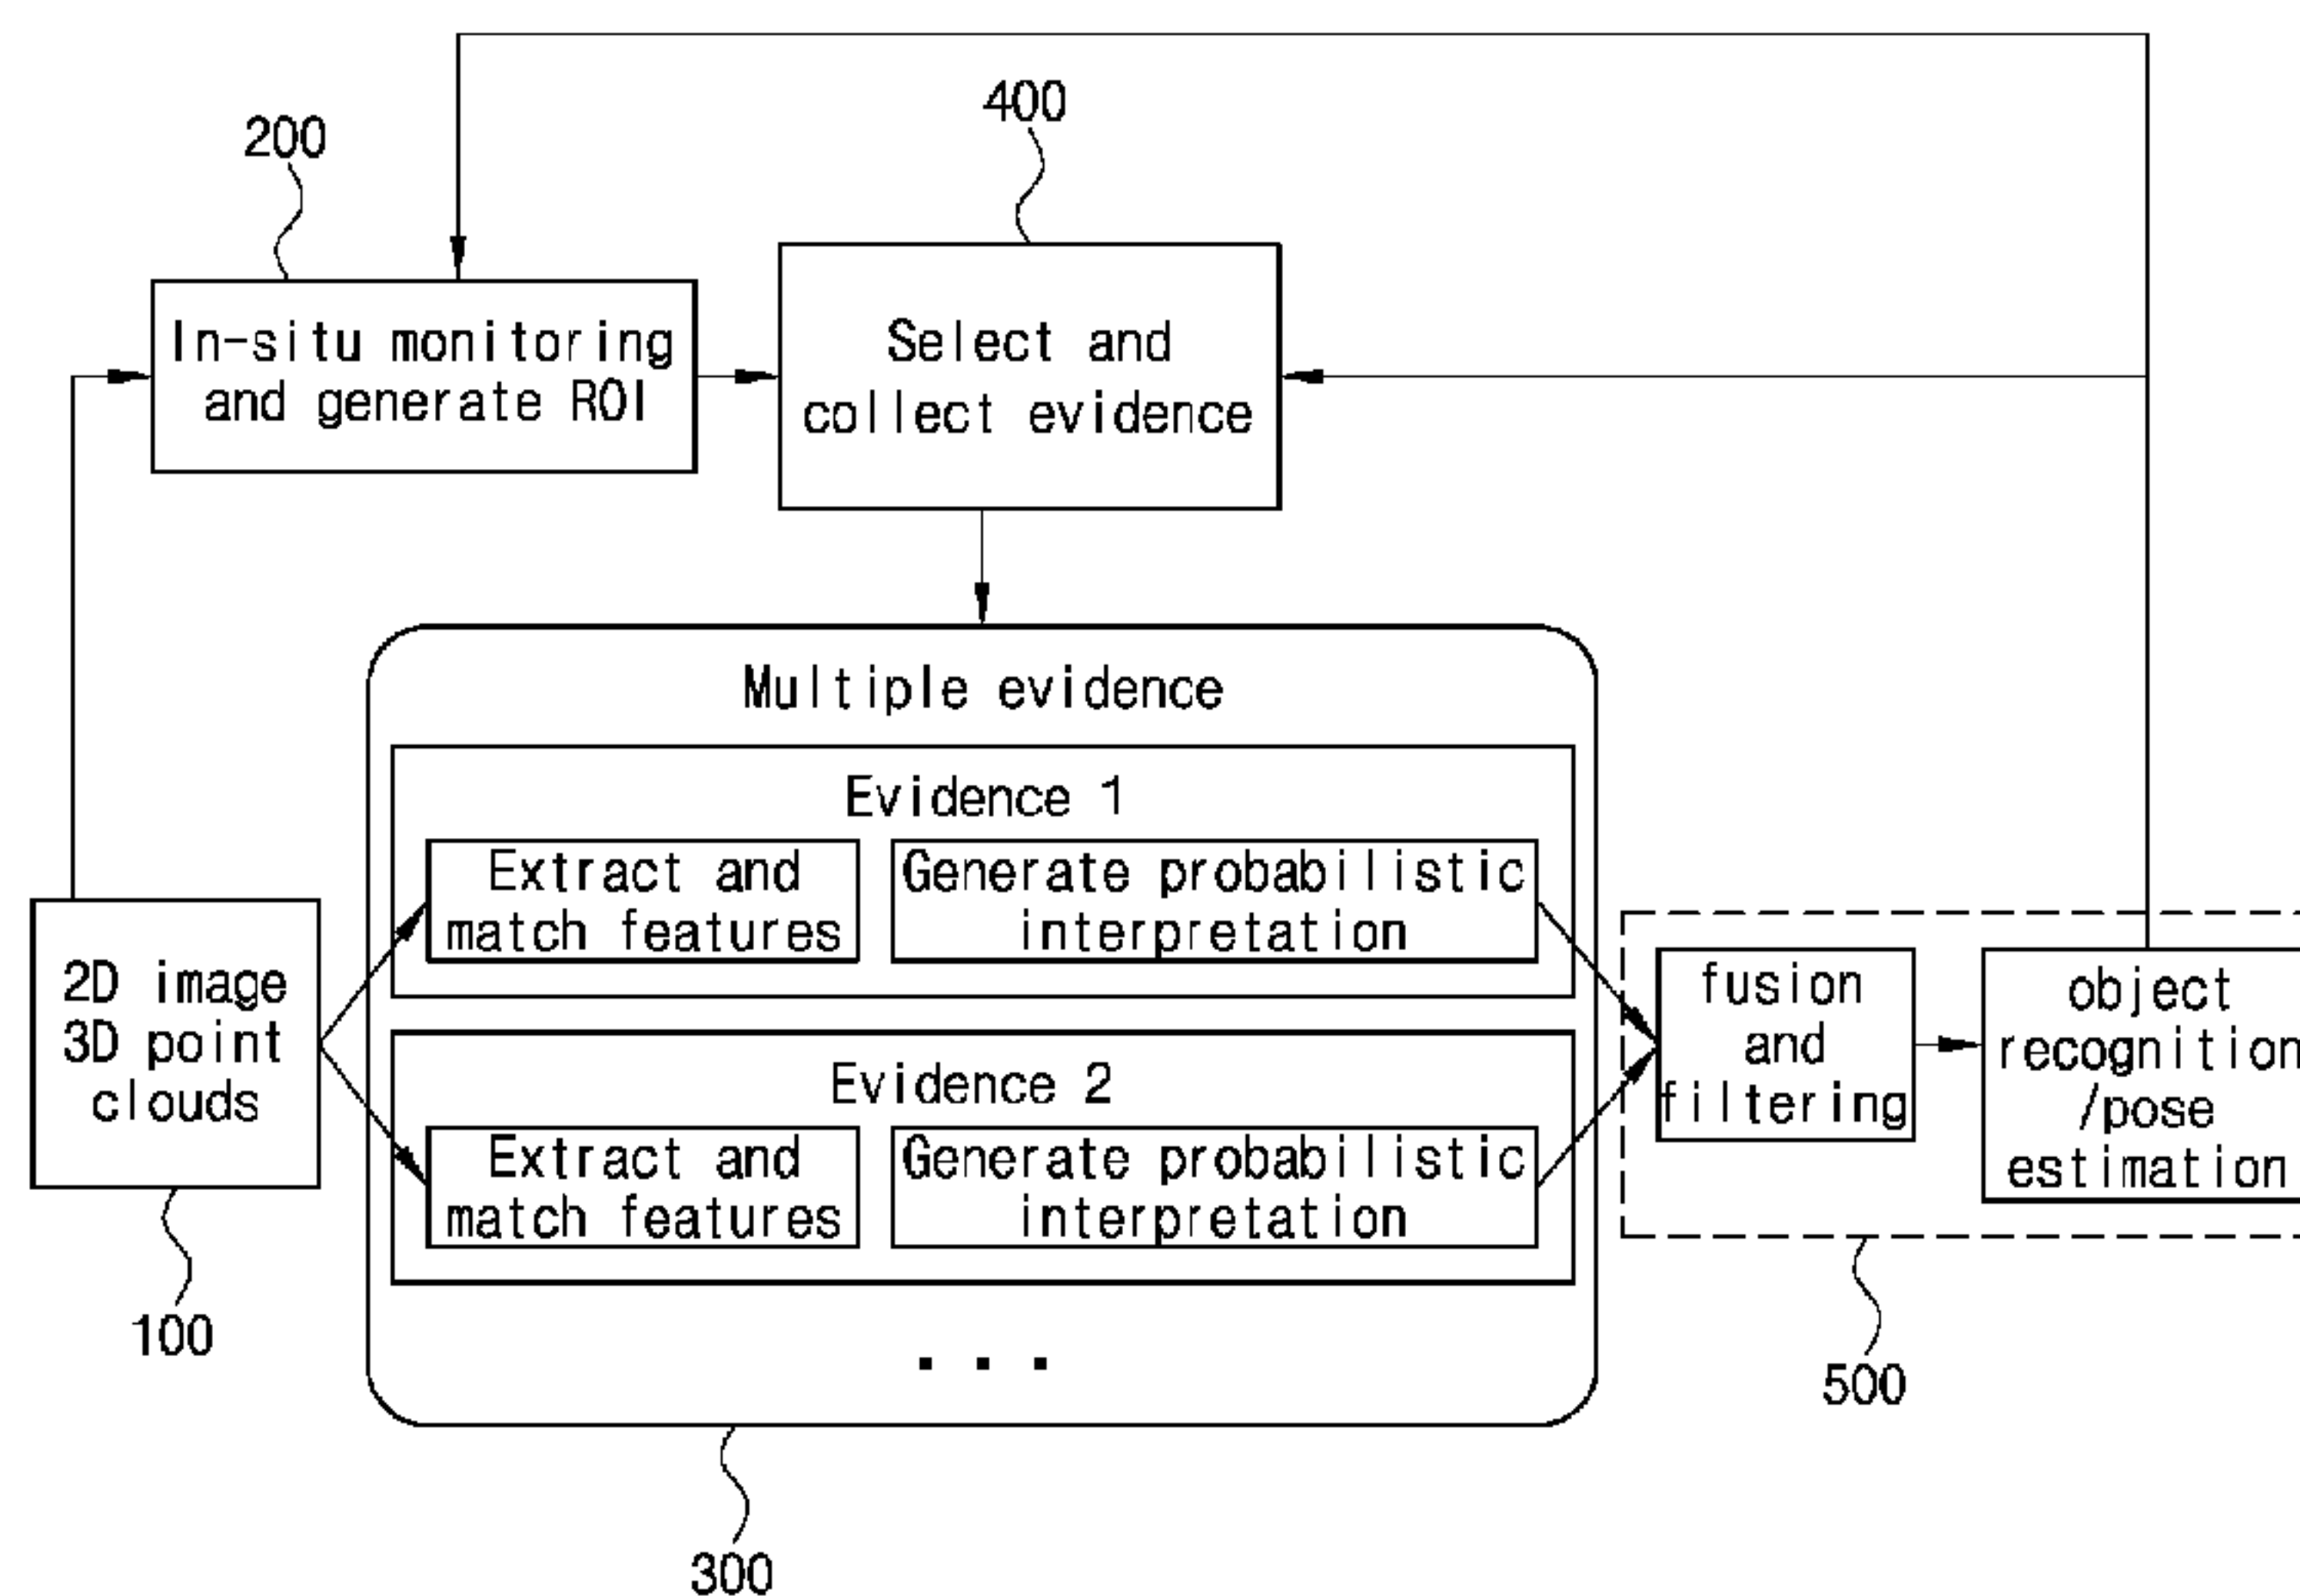 400
200
In-situ monitoring
and generate ROI
Select and
collect evidence
Multiple evidence
Evidence 1
Extract and
match features
Generate probabilistic
interpretation
2D image
3D point
clouds
Evidence 2
Extract and
match features
Generate probabilistic
interpretation
fusion
and
filtering
object
recognition
/pose
estimation
100
...
500
300